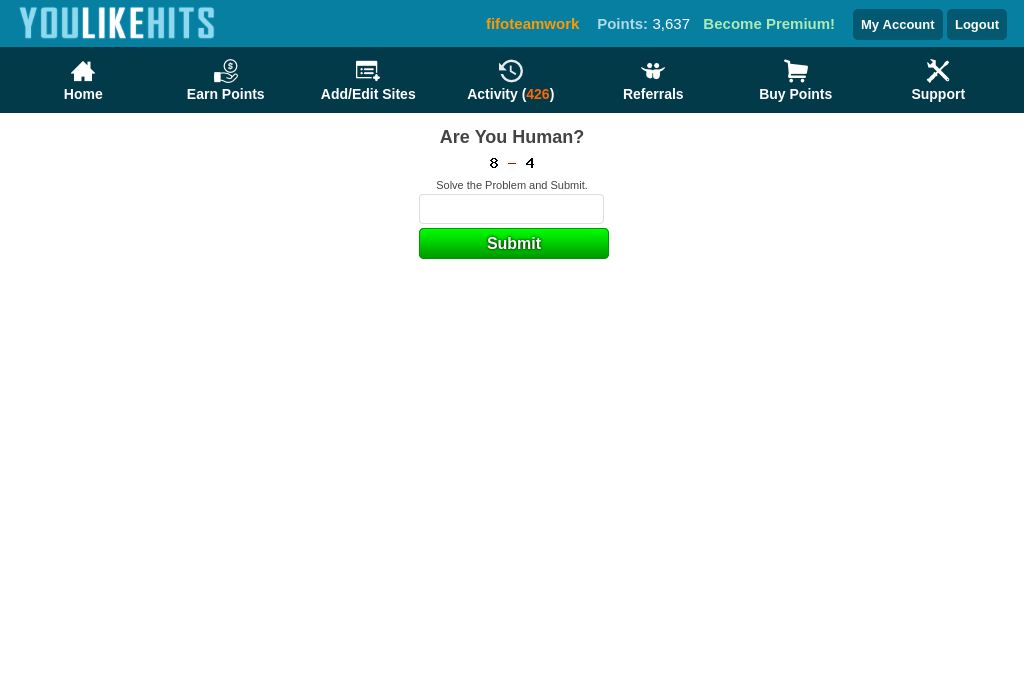 YOULIKEHITS
fifoteamwork Points: 3,637 Become Premium! My Account Logout
Home Earn Points Add/Edit Sites Activity (426) Referrals Buy Points Support
Are You Human?
8 - 4
Solve the Problem and Submit.
Submit